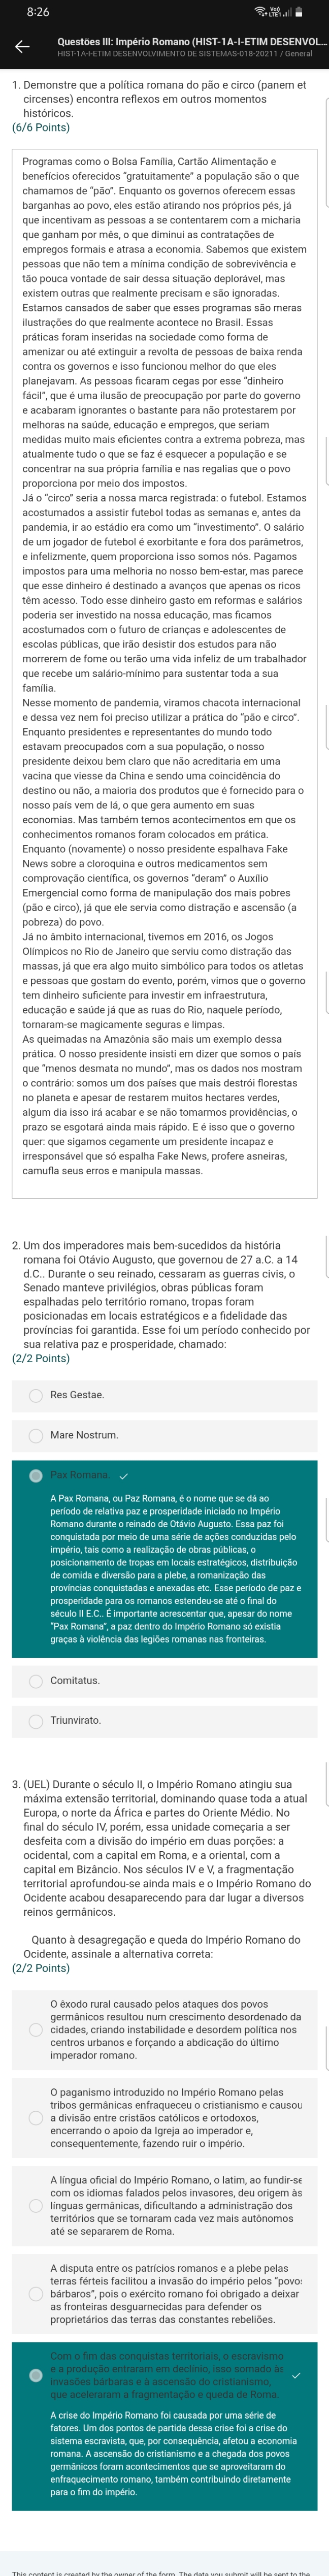 8:26
Vo) LTE1
Questões III: Império Romano (HIST-1A-I-ETIM DESENVOL...
HIST-1A-I-ETIM DESENVOLVIMENTO DE SISTEMAS-018-20211 / General
1. Demonstre que a política romana do pão e circo (panem et
circenses) encontra reflexos em outros momentos
históricos.
(6/6 Points)
Programas como o Bolsa Família, Cartão Alimentação e
benefícios oferecidos “gratuitamente” a população são o que
chamamos de “pão”. Enquanto os governos oferecem essas
barganhas ao povo, eles estão atirando nos próprios pés, já
que incentivam as pessoas a se contentarem com a micharia
que ganham por mês, o que diminui as contratações de
empregos formais e atrasa a economia. Sabemos que existem
pessoas que não tem a mínima condição de sobrevivência e
tão pouca vontade de sair dessa situação deplorável, mas
existem outras que realmente precisam e são ignoradas.
Estamos cansados de saber que esses programas são meras
ilustrações do que realmente acontece no Brasil. Essas
práticas foram inseridas na sociedade como forma de
amenizar ou até extinguir a revolta de pessoas de baixa renda
contra os governos e isso funcionou melhor do que eles
planejavam. As pessoas ficaram cegas por esse “dinheiro
fácil”, que é uma ilusão de preocupação por parte do governo
e acabaram ignorantes o bastante para não protestarem por
melhoras na saúde, educação e empregos, que seriam
medidas muito mais eficientes contra a extrema pobreza, mas
atualmente tudo o que se faz é esquecer a população e se
concentrar na sua própria família e nas regalias que o povo
proporciona por meio dos impostos.
Já o “circo” seria a nossa marca registrada: o futebol. Estamos
acostumados a assistir futebol todas as semanas e, antes da
pandemia, ir ao estádio era como um “investimento”. O salário
de um jogador de futebol é exorbitante e fora dos parâmetros,
e infelizmente, quem proporciona isso somos nós. Pagamos
impostos para uma melhoria no nosso bem-estar, mas parece
que esse dinheiro é destinado a avanços que apenas os ricos
têm acesso. Todo esse dinheiro gasto em reformas e salários
poderia ser investido na nossa educação, mas ficamos
acostumados com o futuro de crianças e adolescentes de
escolas públicas, que irão desistir dos estudos para não
morrerem de fome ou terão uma vida infeliz de um trabalhador
que recebe um salário-mínimo para sustentar toda a sua
família.
Nesse momento de pandemia, viramos chacota internacional
e dessa vez nem foi preciso utilizar a prática do “pão e circo”.
Enquanto presidentes e representantes do mundo todo
estavam preocupados com a sua população, o nosso
presidente deixou bem claro que não acreditaria em uma
vacina que viesse da China e sendo uma coincidência do
destino ou não, a maioria dos produtos que é fornecido para o
nosso país vem de lá, o que gera aumento em suas
economias. Mas também temos acontecimentos em que os
conhecimentos romanos foram colocados em prática.
Enquanto (novamente) o nosso presidente espalhava Fake
News sobre a cloroquina e outros medicamentos sem
comprovação científica, os governos “deram” o Auxílio
Emergencial como forma de manipulação dos mais pobres
(pão e circo), já que ele servia como distração e ascensão (a
pobreza) do povo.
Já no âmbito internacional, tivemos em 2016, os Jogos
Olímpicos no Rio de Janeiro que serviu como distração das
massas, já que era algo muito simbólico para todos os atletas
e pessoas que gostam do evento, porém, vimos que o governo
tem dinheiro suficiente para investir em infraestrutura,
educação e saúde já que as ruas do Rio, naquele período,
tornaram-se magicamente seguras e limpas.
As queimadas na Amazônia são mais um exemplo dessa
prática. O nosso presidente insisti em dizer que somos o país
que “menos desmata no mundo”, mas os dados nos mostram
o contrário: somos um dos países que mais destrói florestas
no planeta e apesar de restarem muitos hectares verdes,
algum dia isso irá acabar e se não tomarmos providências, o
prazo se esgotará ainda mais rápido. E é isso que o governo
quer: que sigamos cegamente um presidente incapaz e
irresponsável que só espalha Fake News, profere asneiras,
camufla seus erros e manipula massas.
2. Um dos imperadores mais bem-sucedidos da história
romana foi Otávio Augusto, que governou de 27 a.C. a 14
d.C.. Durante o seu reinado, cessaram as guerras civis, o
Senado manteve privilégios, obras públicas foram
espalhadas pelo território romano, tropas foram
posicionadas em locais estratégicos e a fidelidade das
províncias foi garantida. Esse foi um período conhecido por
sua relativa paz e prosperidade, chamado:
(2/2 Points)
Res Gestae.
Mare Nostrum.
Pax Romana.
A Pax Romana, ou Paz Romana, é o nome que se dá ao
período de relativa paz e prosperidade iniciado no Império
Romano durante o reinado de Otávio Augusto. Essa paz foi
conquistada por meio de uma série de ações conduzidas pelo
império, tais como a realização de obras públicas, o
posicionamento de tropas em locais estratégicos, distribuição
de comida e diversão para a plebe, a romanização das
províncias conquistadas e anexadas etc. Esse período de paz e
prosperidade para os romanos estendeu-se até o final do
século II E.C.. É importante acrescentar que, apesar do nome
“Pax Romana”, a paz dentro do Império Romano só existia
graças à violência das legiões romanas nas fronteiras.
Comitatus.
Triunvirato.
3. (UEL) Durante o século II, o Império Romano atingiu sua
máxima extensão territorial, dominando quase toda a atual
Europa, o norte da África e partes do Oriente Médio. No
final do século IV, porém, essa unidade começaria a ser
desfeita com a divisão do império em duas porções: a
ocidental, com a capital em Roma, e a oriental, com a
capital em Bizâncio. Nos séculos IV e V, a fragmentação
territorial aprofundou-se ainda mais e o Império Romano do
Ocidente acabou desaparecendo para dar lugar a diversos
reinos germânicos.
Quanto à desagregação e queda do Império Romano do
Ocidente, assinale a alternativa correta:
(2/2 Points)
O êxodo rural causado pelos ataques dos povos
germânicos resultou num crescimento desordenado da
cidades, criando instabilidade e desordem política nos
centros urbanos e forçando a abdicação do último
imperador romano.
O paganismo introduzido no Império Romano pelas
tribos germânicas enfraqueceu o cristianismo e causou
a divisão entre cristãos católicos e ortodoxos,
encerrando o apoio da Igreja ao imperador e,
consequentemente, fazendo ruir o império.
A língua oficial do Império Romano, o latim, ao fundir-se
com os idiomas falados pelos invasores, deu origem às
línguas germânicas, dificultando a administração dos
territórios que se tornaram cada vez mais autônomos
até se separarem de Roma.
A disputa entre os patrícios romanos e a plebe pelas
terras férteis facilitou a invasão do império pelos “povos
bárbaros”, pois o exército romano foi obrigado a deixar
as fronteiras desguarnecidas para defender os
proprietários das terras das constantes rebeliões.
Com o fim das conquistas territoriais, o escravismo
e a produção entraram em declínio, isso somado às
invasões bárbaras e à ascensão do cristianismo,
que aceleraram a fragmentação e queda de Roma.
A crise do Império Romano foi causada por uma série de
fatores. Um dos pontos de partida dessa crise foi a crise do
sistema escravista, que, por consequência, afetou a economia
romana. A ascensão do cristianismo e a chegada dos povos
germânicos foram acontecimentos que se aproveitaram do
enfraquecimento romano, também contribuindo diretamente
para o fim do império.
This content is created by the owner of the form. The data you submit will be sent to the